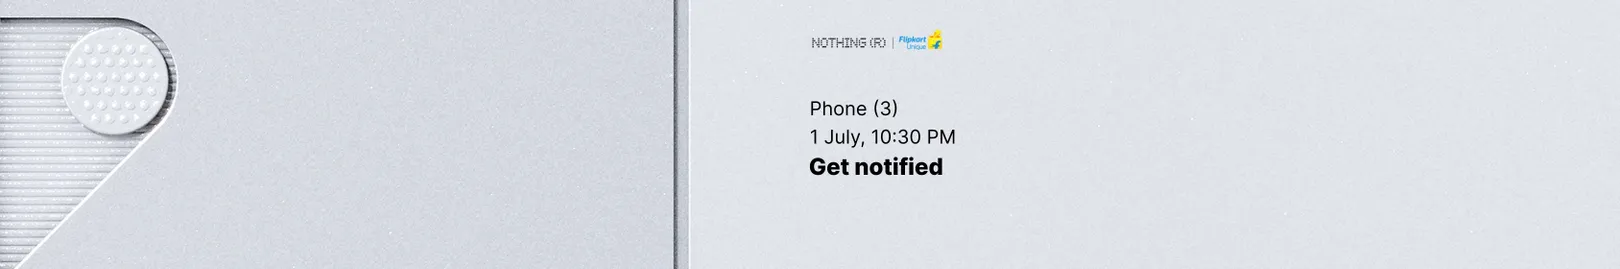 NOTHING (R) | Flipkart Unique
Phone (3)
1 July, 10:30 PM
Get notified